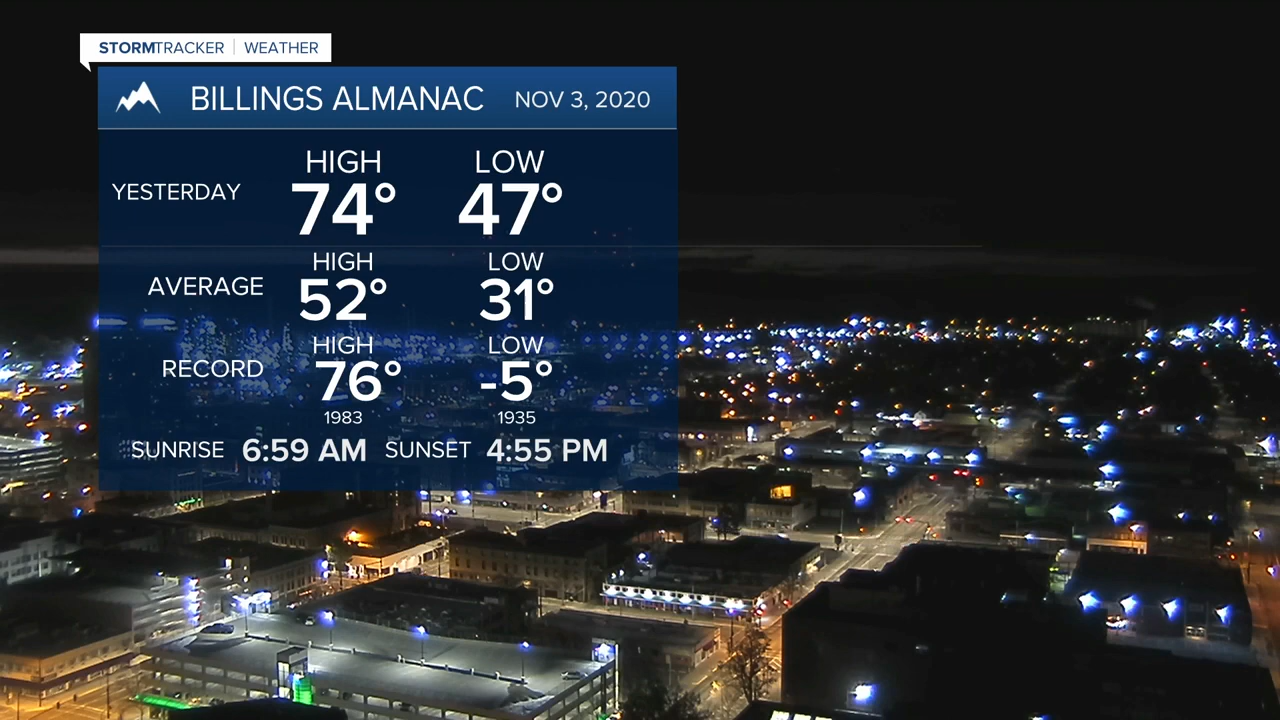 STORMTRACKER | WEATHER
BILLINGS ALMANAC NOV 3, 2020
HIGH LOW
YESTERDAY 74° 47°
HIGH LOW
AVERAGE 52° 31°
HIGH LOW
RECORD 76° -5°
1983 1935
SUNRISE 6:59 AM SUNSET 4:55 PM